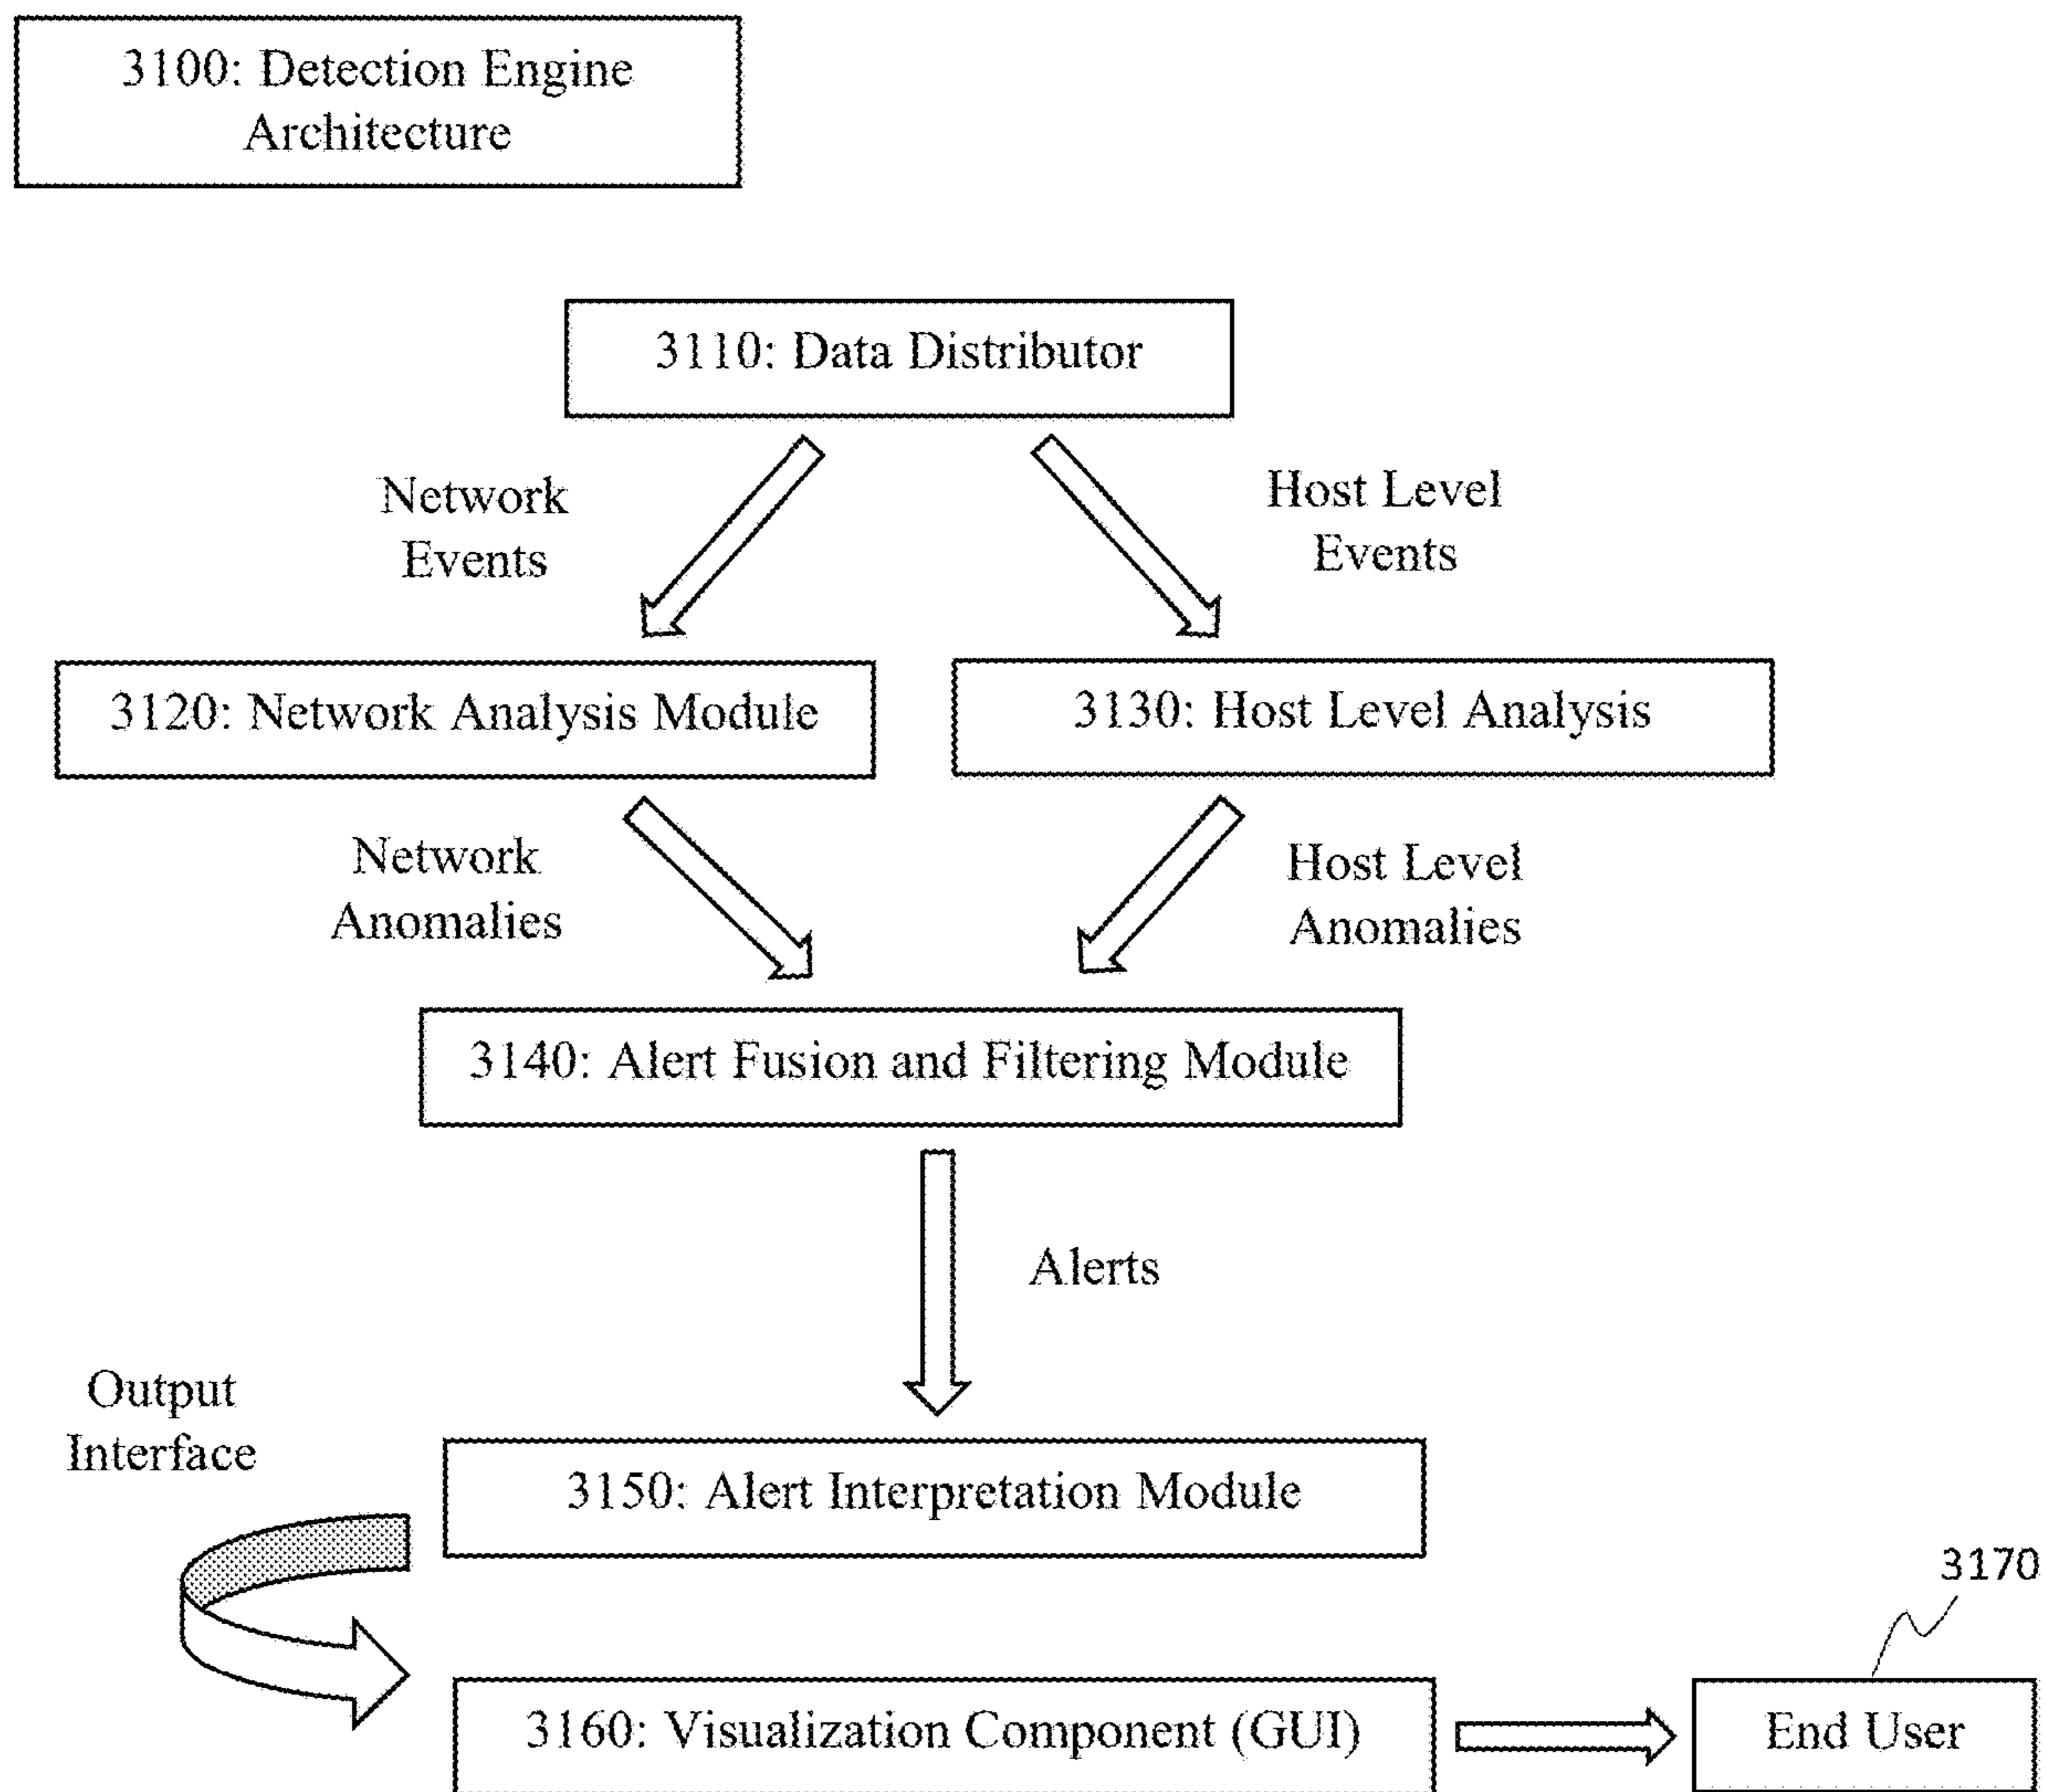 3100: Detection Engine
Architecture
3110: Data Distributor
Network
Events
Host Level
Events
3120: Network Analysis Module
3130: Host Level Analysis
Network
Anomalies
Host Level
Anomalies
3140: Alert Fusion and Filtering Module
Alerts
Output
Interface
3150: Alert Interpretation Module
3170
3160: Visualization Component (GUI)
End User